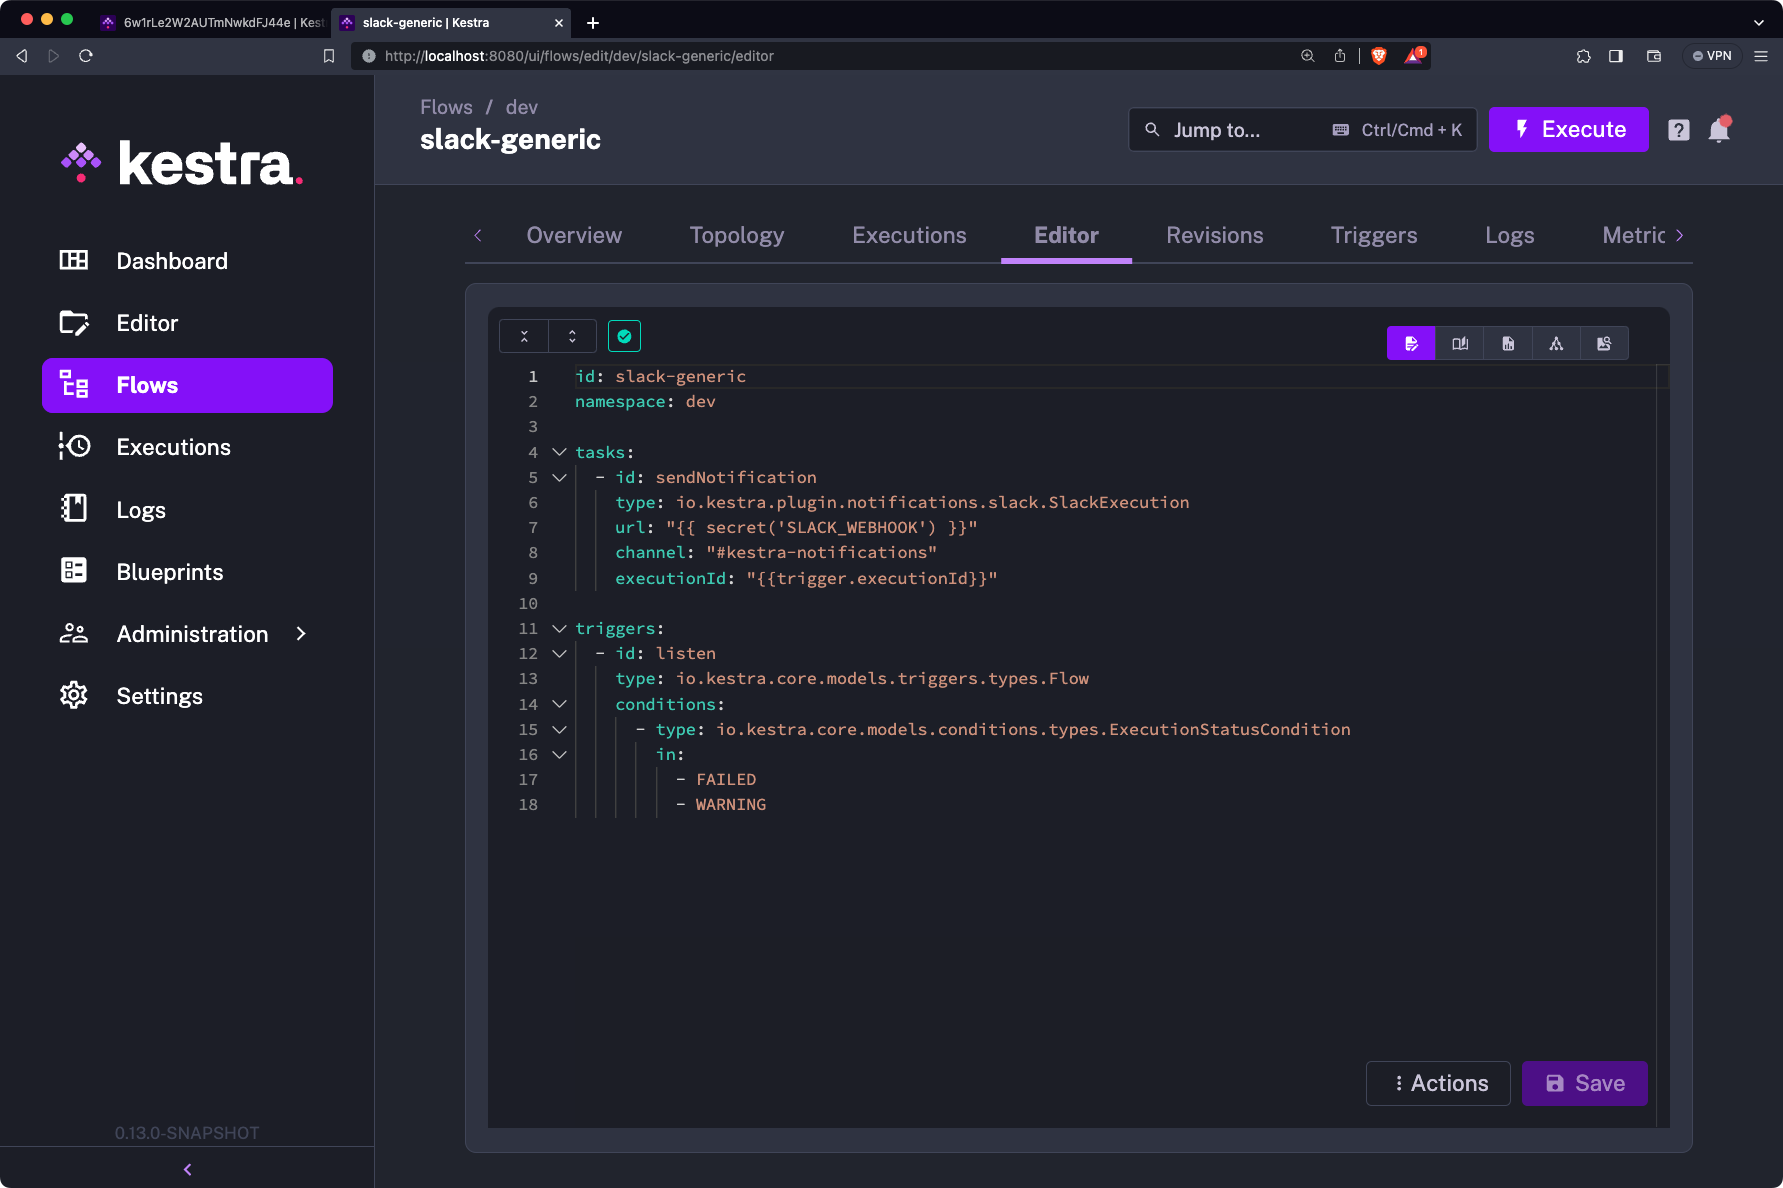 6w1rLe2W2AUTmNwkdFJ44e | Kest
slack-generic | Kestra
http://localhost:8080/ui/flows/edit/dev/slack-generic/editor
1
VPN
kestra.
Dashboard
Editor
Flows
Executions
Logs
Blueprints
Administration
Settings
0.13.0-SNAPSHOT
Flows / dev
slack-generic
Jump to...
Ctrl/Cmd + K
Execute
Overview
Topology
Executions
Editor
Revisions
Triggers
Logs
Metric
1 id: slack-generic
2 namespace: dev
3
4 tasks:
5 - id: sendNotification
6 type: io.kestra.plugin.notifications.slack.SlackExecution
7 url: "{{ secret('SLACK_WEBHOOK') }}"
8 channel: "#kestra-notifications"
9 executionId: "{{trigger.executionId}}"
10
11 triggers:
12 - id: listen
13 type: io.kestra.core.models.triggers.types.Flow
14 conditions:
15 - type: io.kestra.core.models.conditions.types.ExecutionStatusCondition
16 in:
17 - FAILED
18 - WARNING
Actions
Save